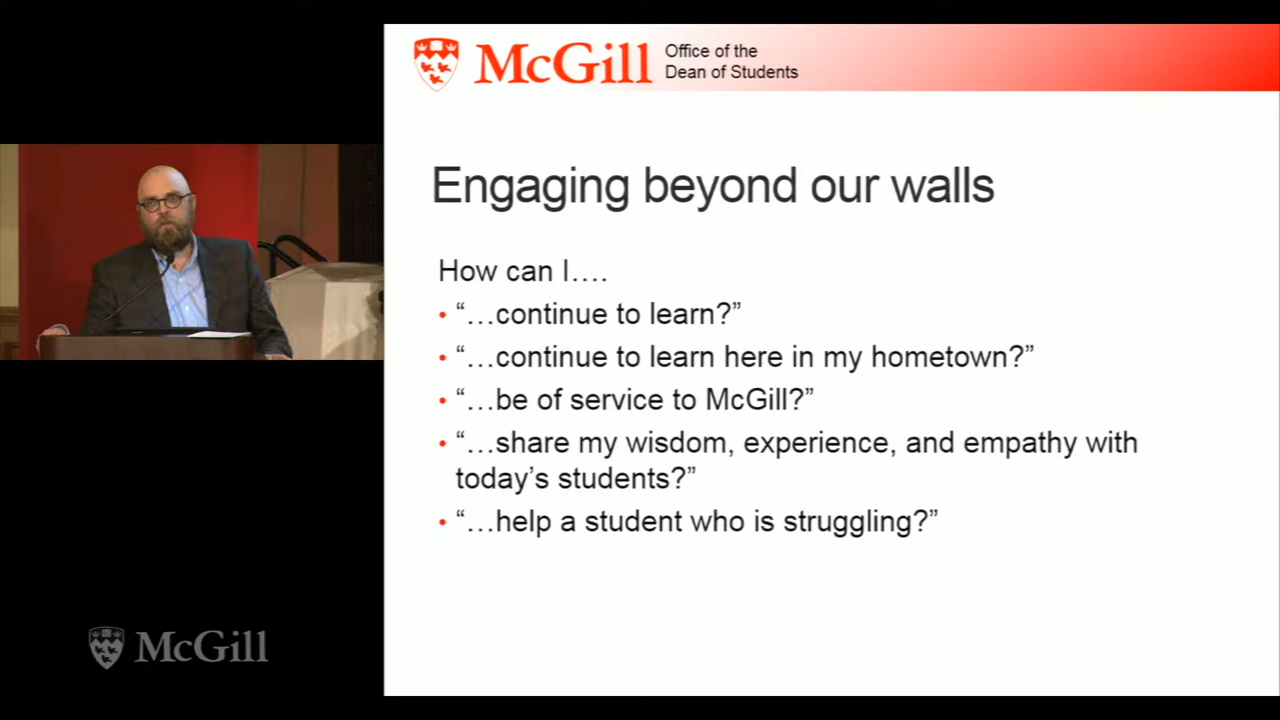 McGill
Office of the
Dean of Students
Engaging beyond our walls
How can I….
• “…continue to learn?”
• “…continue to learn here in my hometown?”
• “…be of service to McGill?”
• “…share my wisdom, experience, and empathy with
today’s students?”
• “…help a student who is struggling?”
McGill